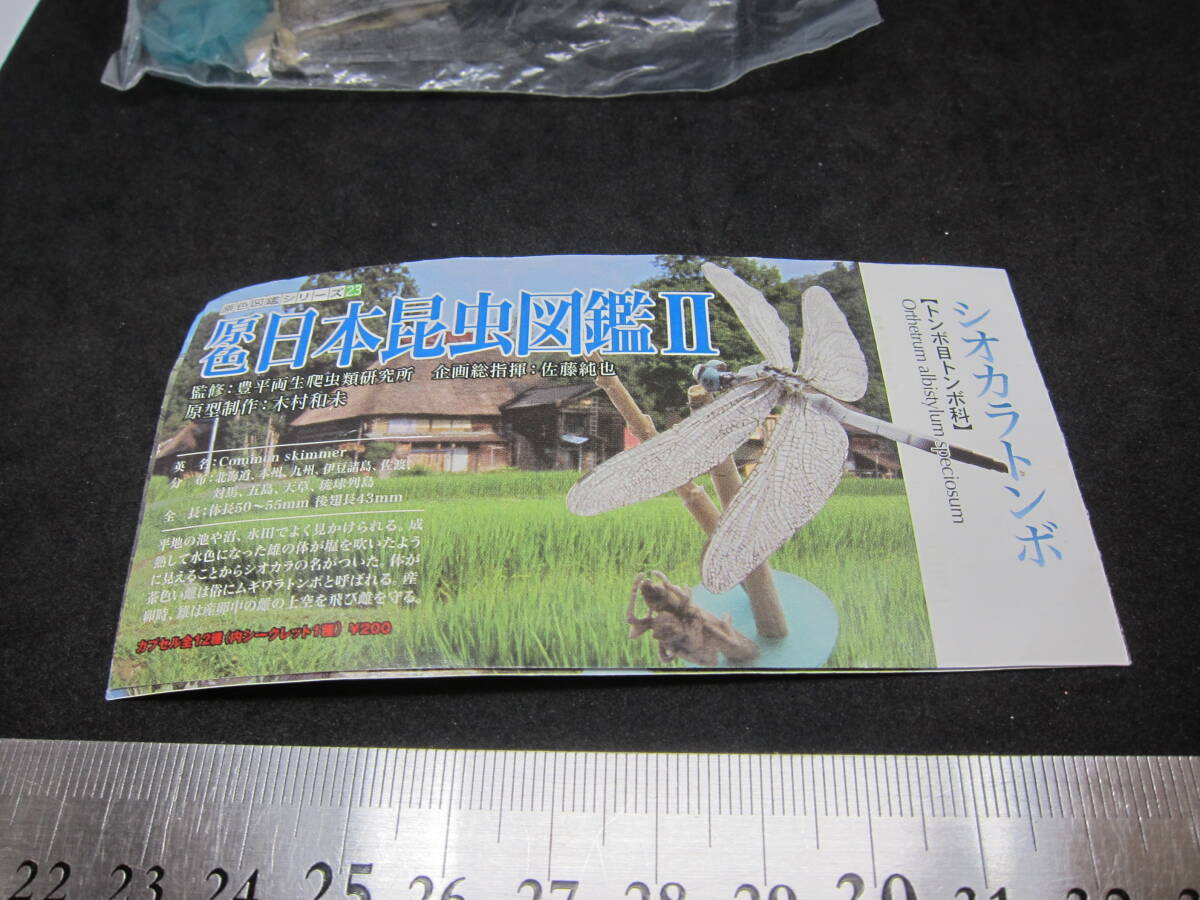 原色図鑑シリーズ23
原色日本昆虫図鑑II
監修：豊平両生爬虫類研究所　企画総指揮：佐藤純也
原型制作：木村和未
英　名：Common skimmer
分　布：北海道、本州、九州、伊豆諸島、佐渡、
対馬、五島、天草、琉球列島
全　長：体長50～55mm 後翅長43mm
平地の池や沼、水田でよく見かけられる。成
熟して水色になった雄の体が塩を吹いたよう
に見えることからシオカラの名がついた。体が
茶色い雌は俗にムギワラトンボと呼ばれる。産
卵時、雄は産卵中の雌の上空を飛び雌を守る。
カプセル全12種（内シークレット1種）¥200
シオカラトンボ
【トンボ目トンボ科】
Orthetrum albistylum speciosum
22 23 24 25 26 27 28 29 30 31 32